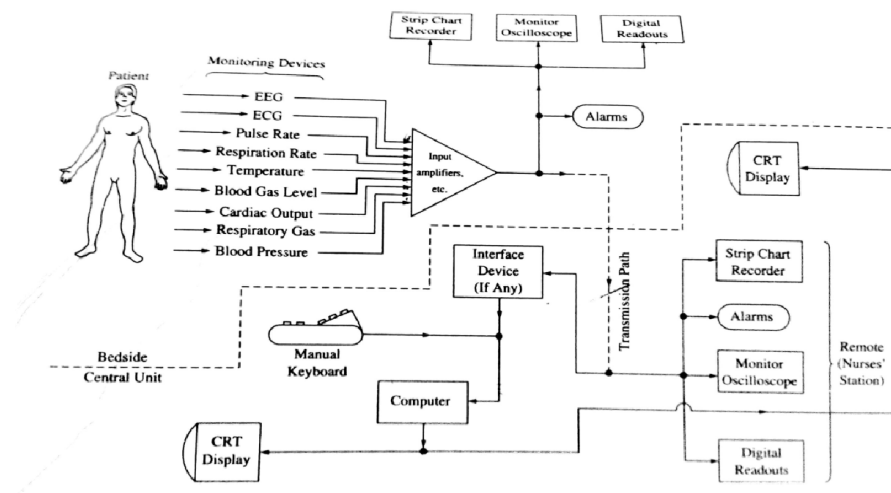 Strip Chart
Recorder
Monitor
Oscilloscope
Digital
Readouts
Patient
Monitoring Devices
EEG
ECG
Pulse Rate
Respiration Rate
Temperature
Blood Gas Level
Cardiac Output
Respiratory Gas
Blood Pressure
Input
amplifiers,
etc.
Alarms
CRT
Display
Interface
Device
(If Any)
Transmission Path
Strip Chart
Recorder
Alarms
Monitor
Oscilloscope
Digital
Readouts
Remote
(Nurses'
Station)
Manual
Keyboard
Bedside
Central Unit
Computer
CRT
Display